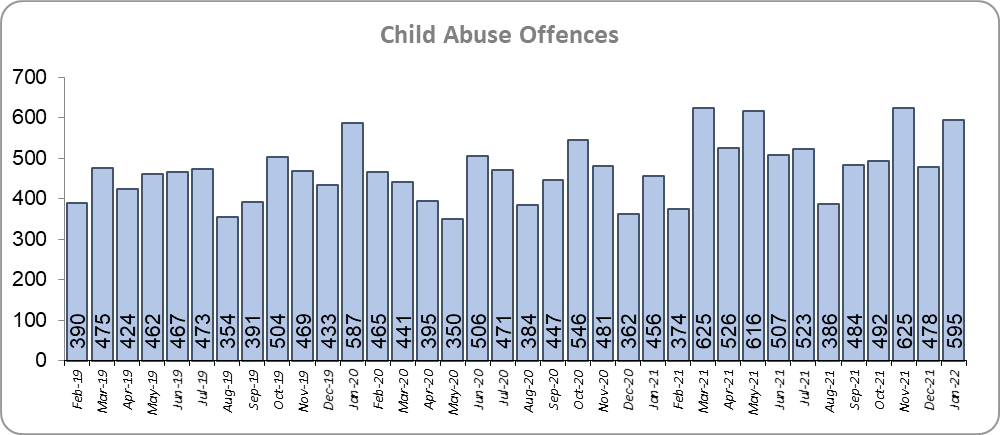 Child Abuse Offences
700
600
500
400
300
200
100
0
390 475 424 462 467 473 354 391 504 469 433 587 465 441 395 350 506 471 384 447 546 481 362 456 374 625 526 616 507 523 386 484 492 625 478 595
Feb-19 Mar-19 Apr-19 May-19 Jun-19 Jul-19 Aug-19 Sep-19 Oct-19 Nov-19 Dec-19 Jan-20 Feb-20 Mar-20 Apr-20 May-20 Jun-20 Jul-20 Aug-20 Sep-20 Oct-20 Nov-20 Dec-20 Jan-21 Feb-21 Mar-21 Apr-21 May-21 Jun-21 Jul-21 Aug-21 Sep-21 Oct-21 Nov-21 Dec-21 Jan-22